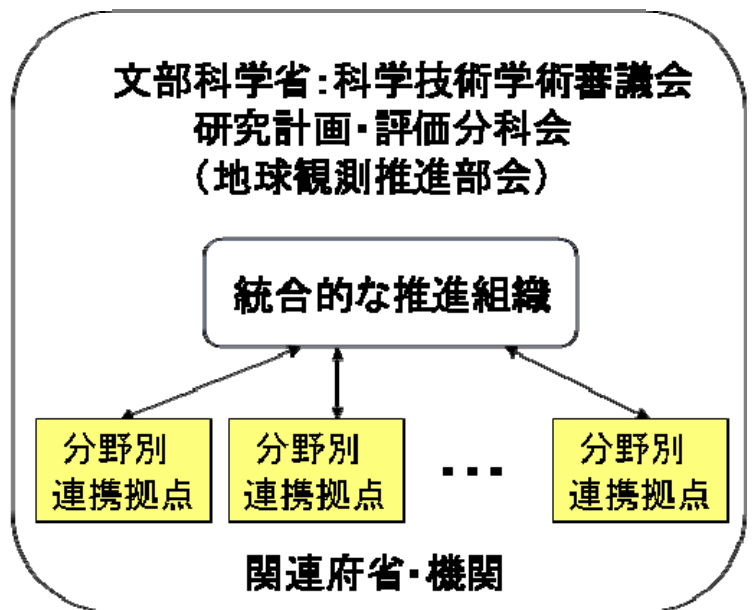 文部科学省:科学技術学術審議会
研究計画・評価分科会
(地球観測推進部会)
統合的な推進組織
分野別 分野別 分野別
連携拠点 連携拠点 ・・・ 連携拠点
関連府省・機関